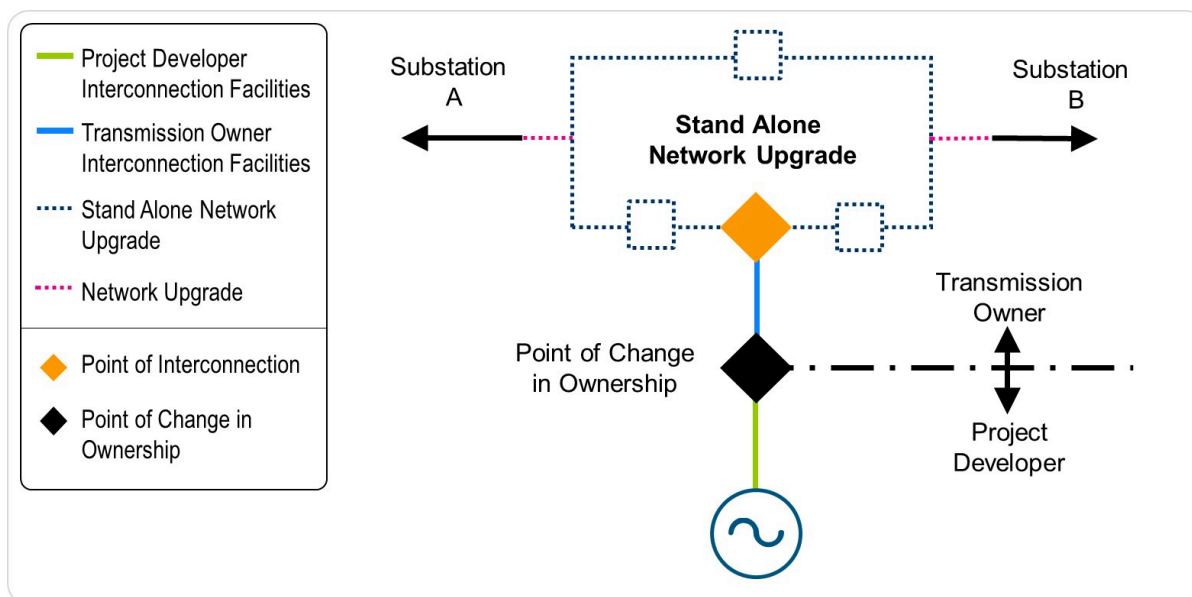 Project Developer
Interconnection Facilities
Transmission Owner
Interconnection Facilities
Stand Alone Network
Upgrade
Network Upgrade
Point of Interconnection
Point of Change in
Ownership
Substation
A
Substation
B
Stand Alone
Network Upgrade
Point of Change
in Ownership
Transmission
Owner
Project
Developer